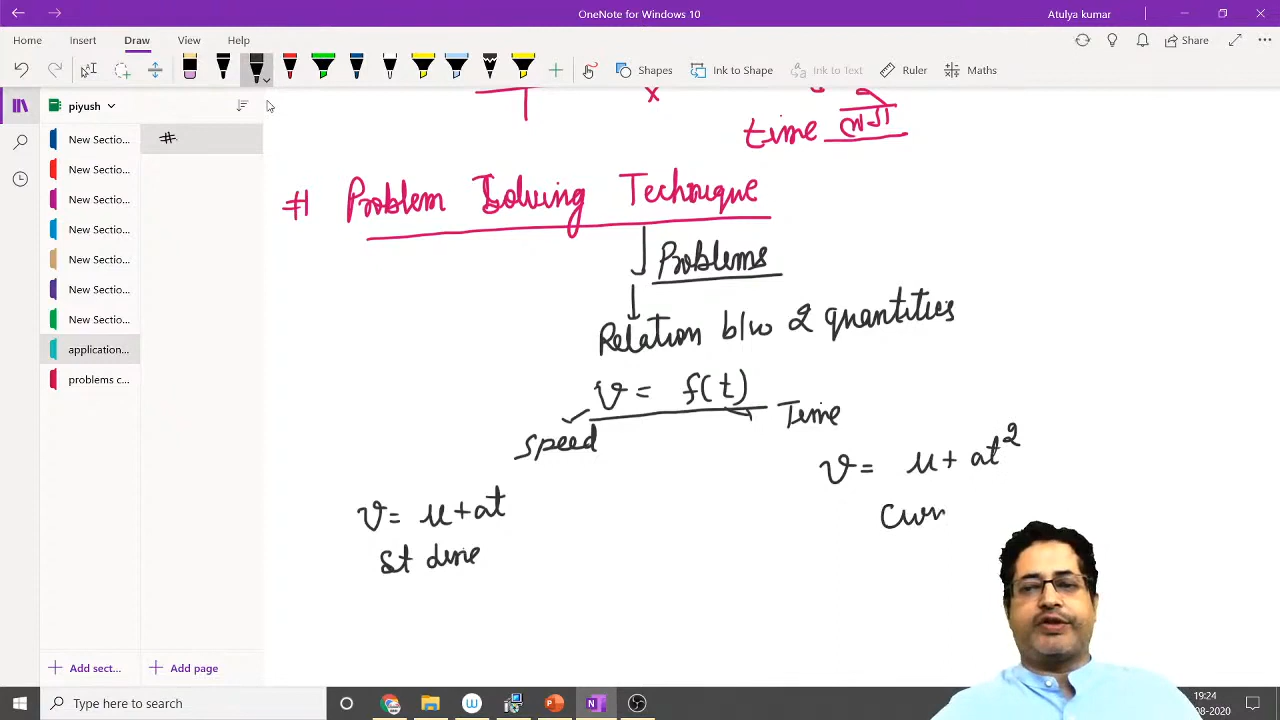 OneNote for Windows 10
Atulya kumar
Home Insert Draw View Help
Share
Shapes Ink to Shape Ink to Text Ruler Maths
piyush
#
New Sectio...
New Sectio...
New Sectio...
New Sectio...
New Sectio...
New Sectio...
New Sectio...
application...
problems c...
x
time
# Problem Solving Technique
Problems
Relation b/w 2 quantities
v = f(t)
Time
Speed
v = u + at²
Curv
v = u + at
St line
Add sect... Add page
Type here to search
19:24
08-2020